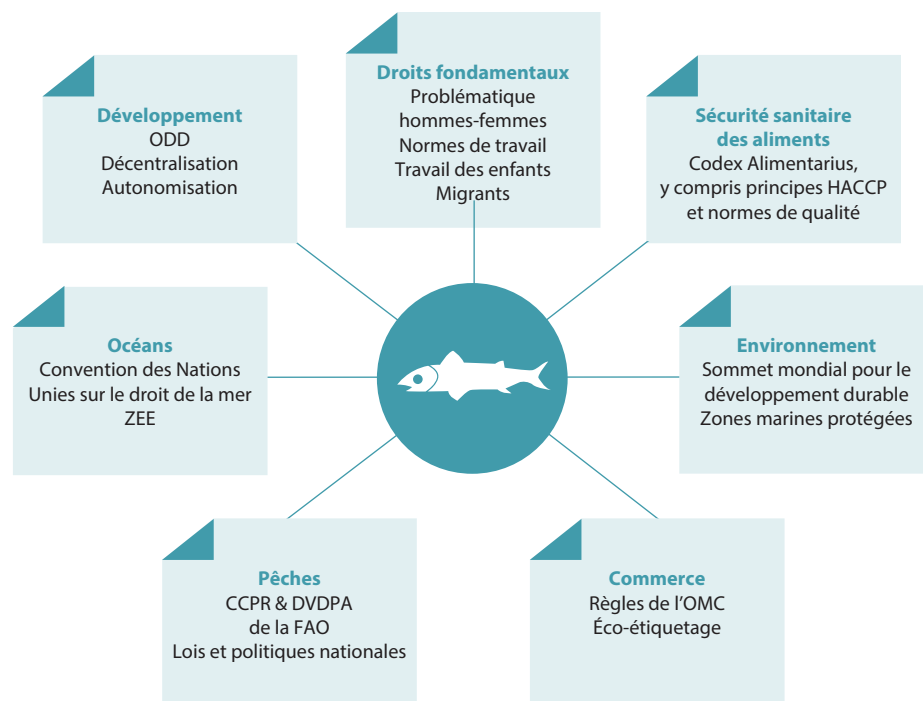 Développement
ODD
Décentralisation
Autonomisation
Droits fondamentaux
Problématique
hommes-femmes
Normes de travail
Travail des enfants
Migrants
Sécurité sanitaire
des aliments
Codex Alimentarius,
y compris principes HACCP
et normes de qualité
Océans
Convention des Nations
Unies sur le droit de la mer
ZEE
Environnement
Sommet mondial pour le
développement durable
Zones marines protégées
Pêches
CCPR & DVDPA
de la FAO
Lois et politiques nationales
Commerce
Règles de l'OMC
Éco-étiquetage